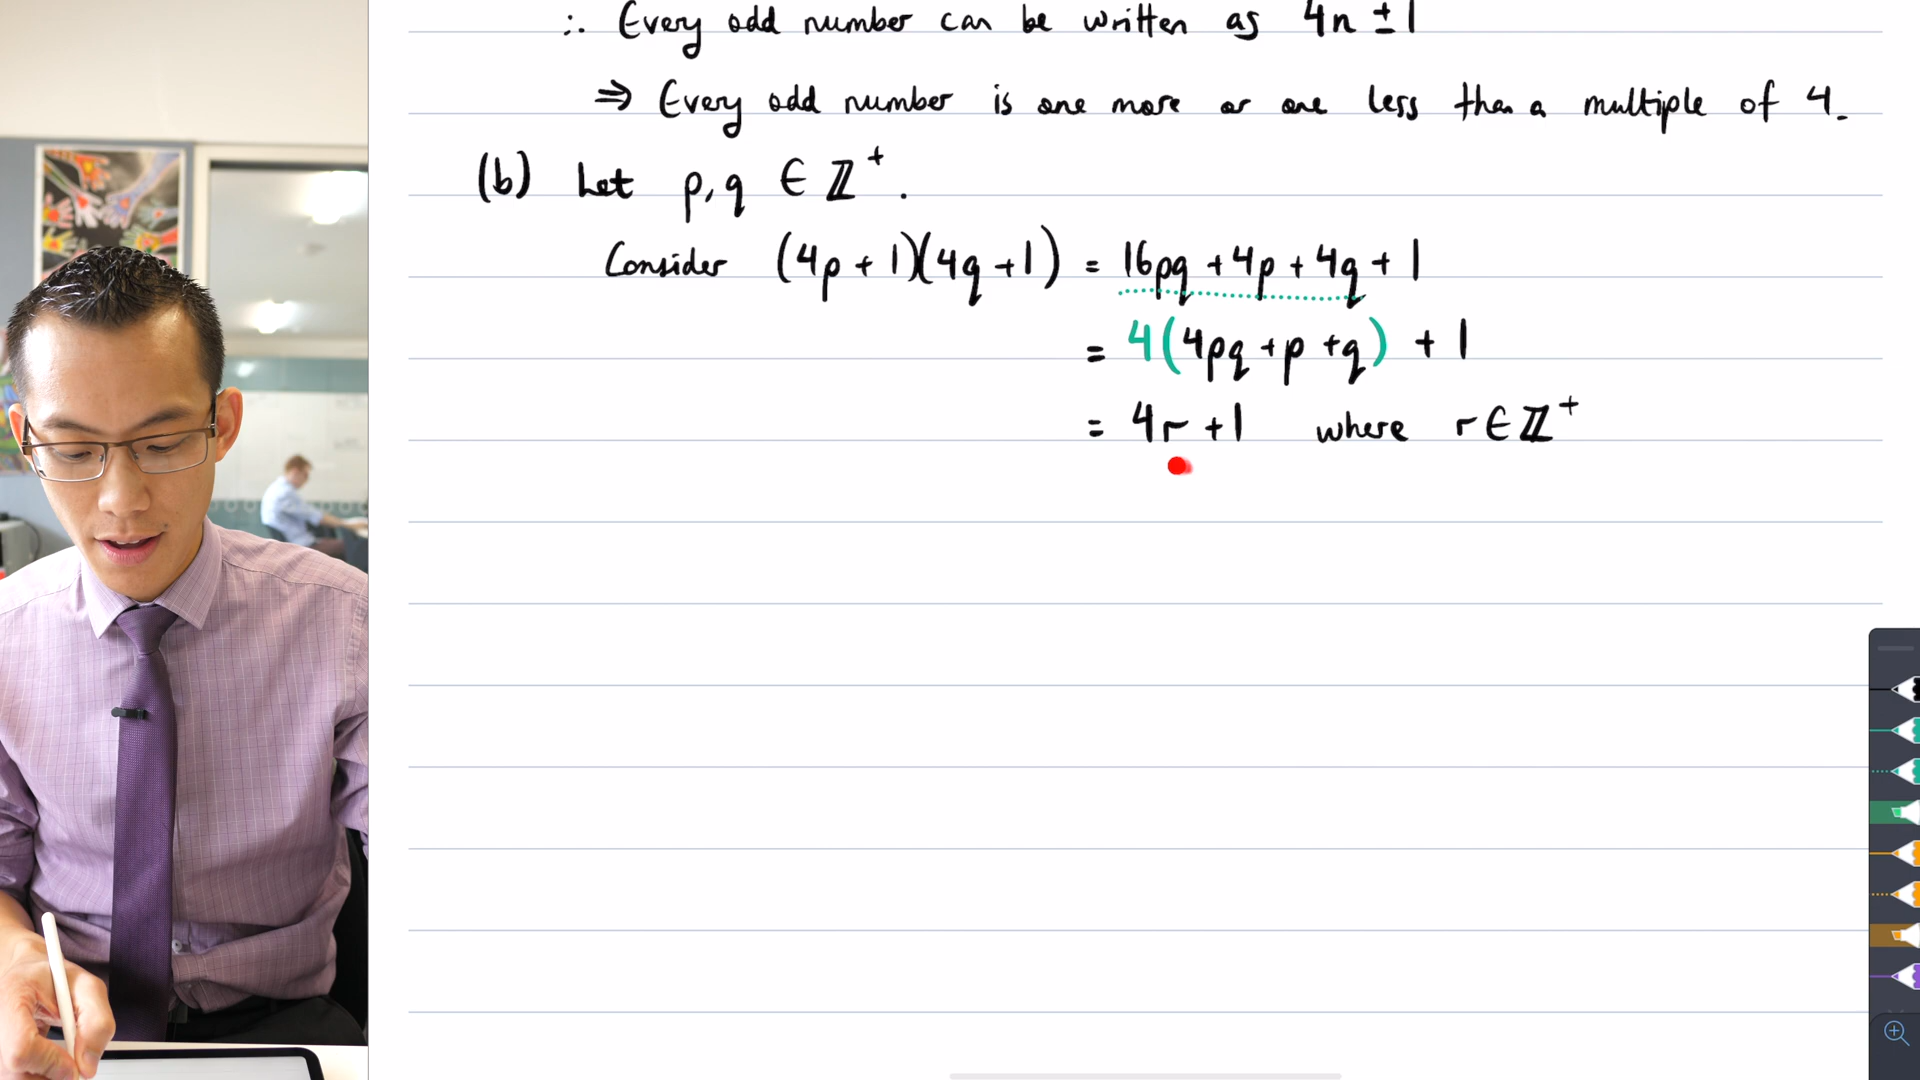 ∴ Every odd number can be written as 4n ± 1
⇒ Every odd number is one more or one less than a multiple of 4.
(b) Let p, q ∈ ℤ⁺.
Consider (4p + 1)(4q + 1) = 16pq + 4p + 4q + 1
= 4(4pq + p + q) + 1
= 4r + 1 where r ∈ ℤ⁺